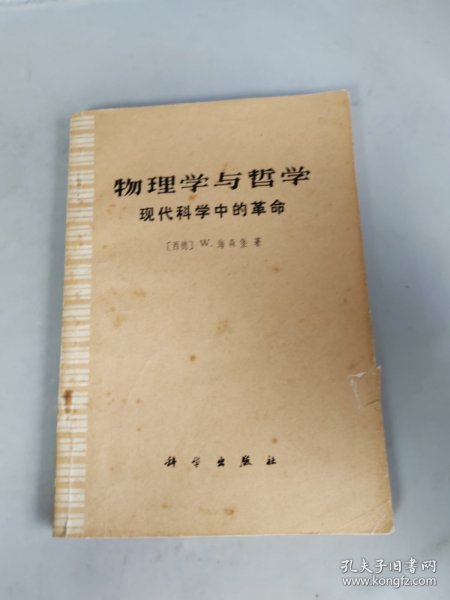 物理学与哲学
现代科学中的革命
〔西德〕 W. 海森堡 著
科学出版社
孔夫子旧书网
www.kongfz.com